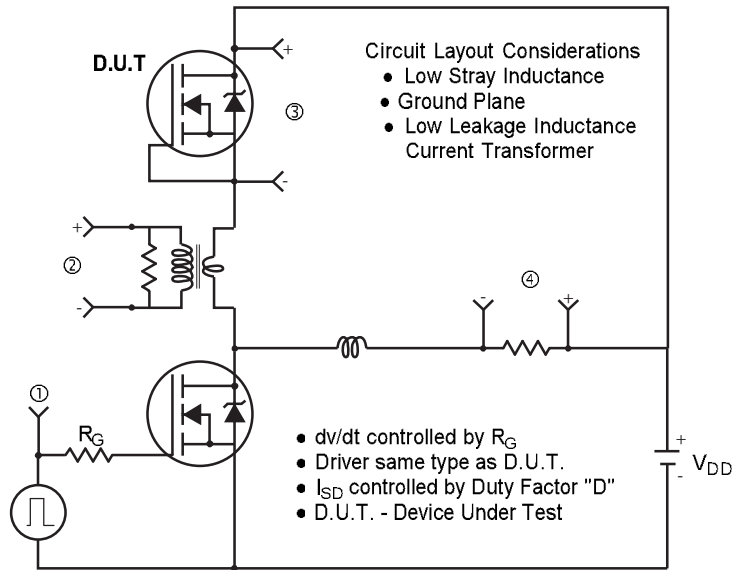 D.U.T
+
③
-
Circuit Layout Considerations
● Low Stray Inductance
● Ground Plane
● Low Leakage Inductance
Current Transformer
+
②
-
④
-
+
①
R_G
● dv/dt controlled by R_G
● Driver same type as D.U.T.
● I_SD controlled by Duty Factor "D"
● D.U.T. - Device Under Test
+
V_DD
-